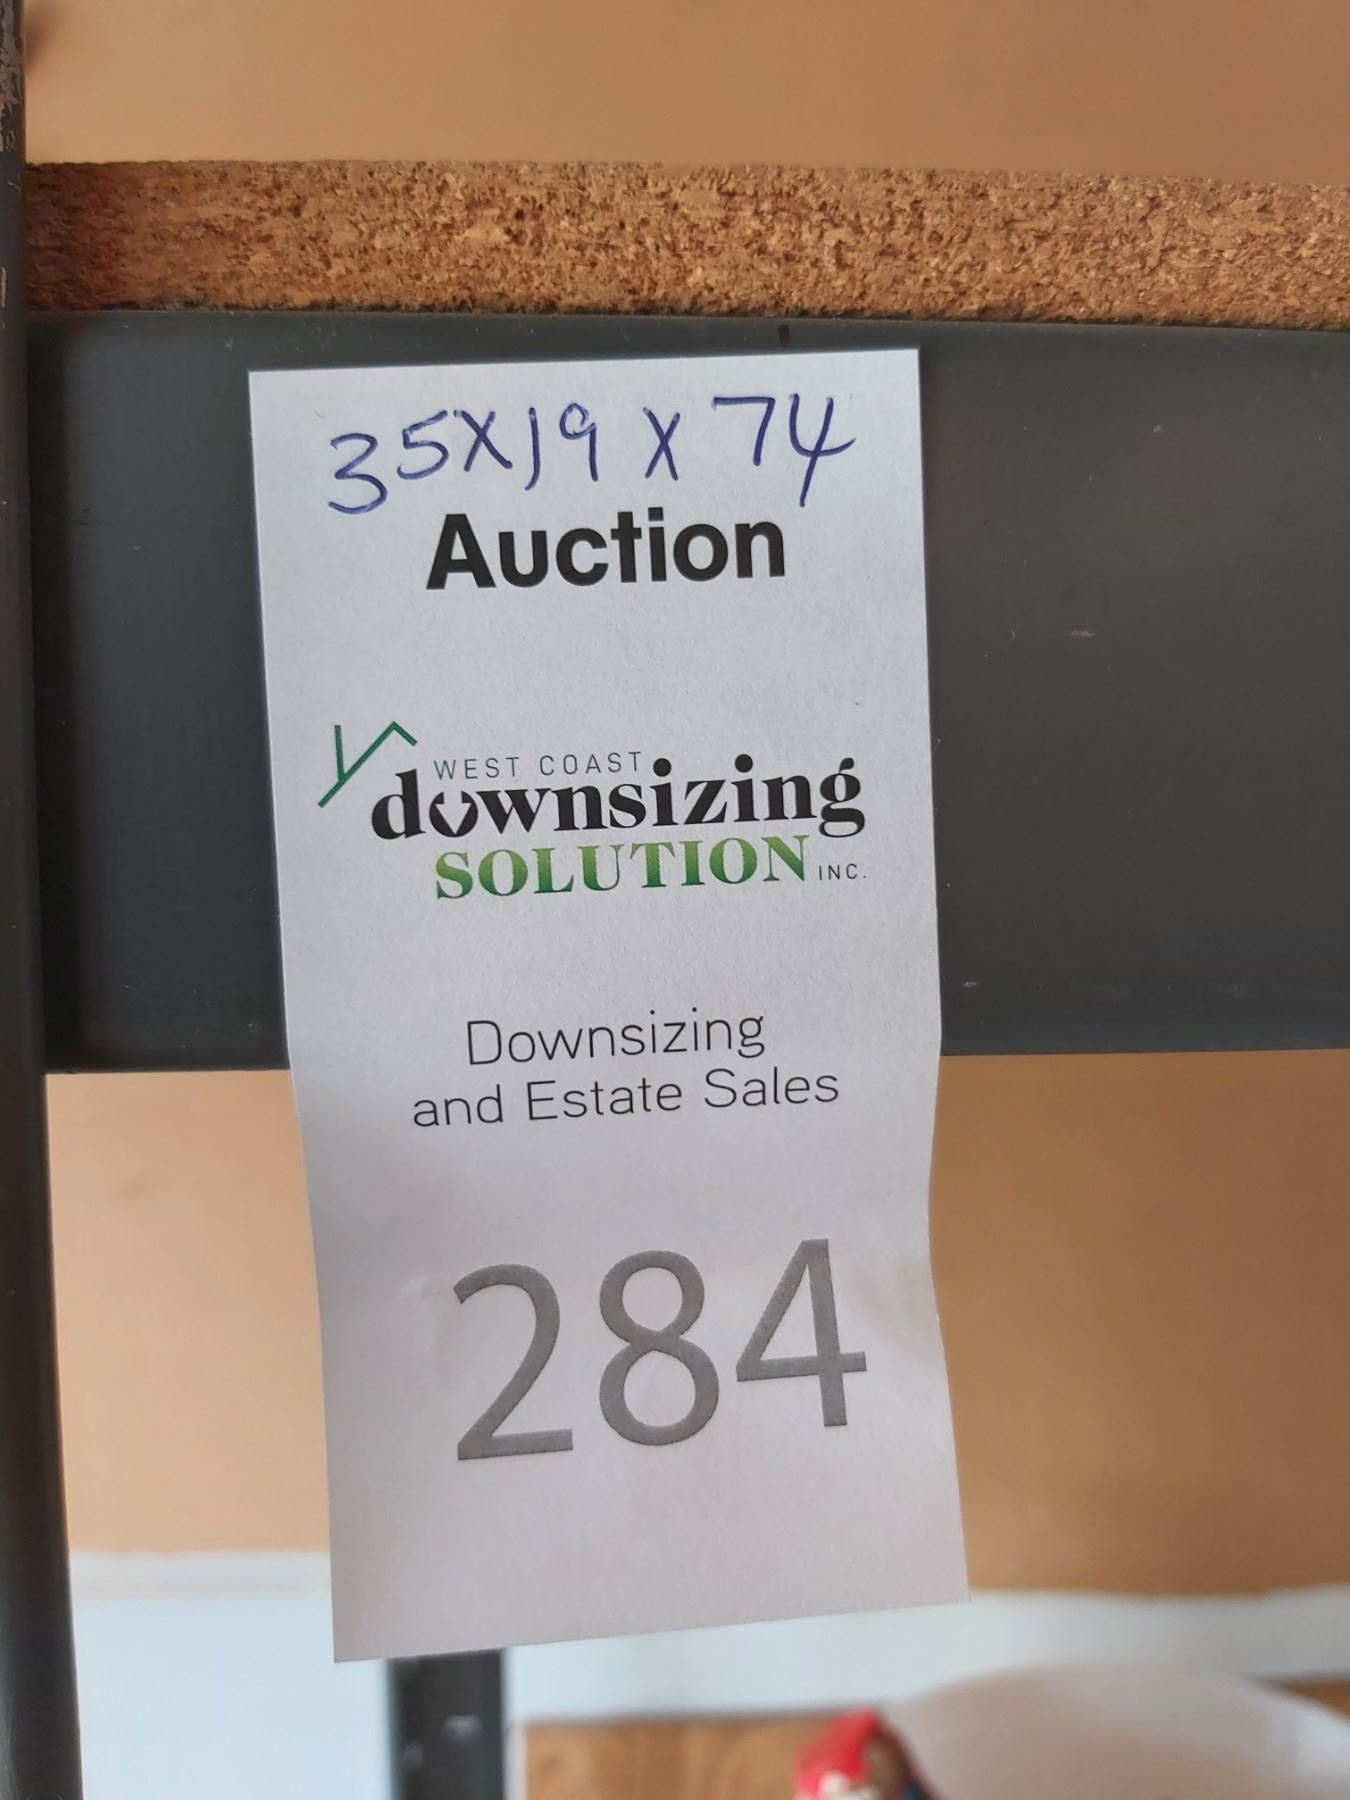 35x19 x 74
Auction
WEST COAST
downsizing
SOLUTION INC.
Downsizing
and Estate Sales
284